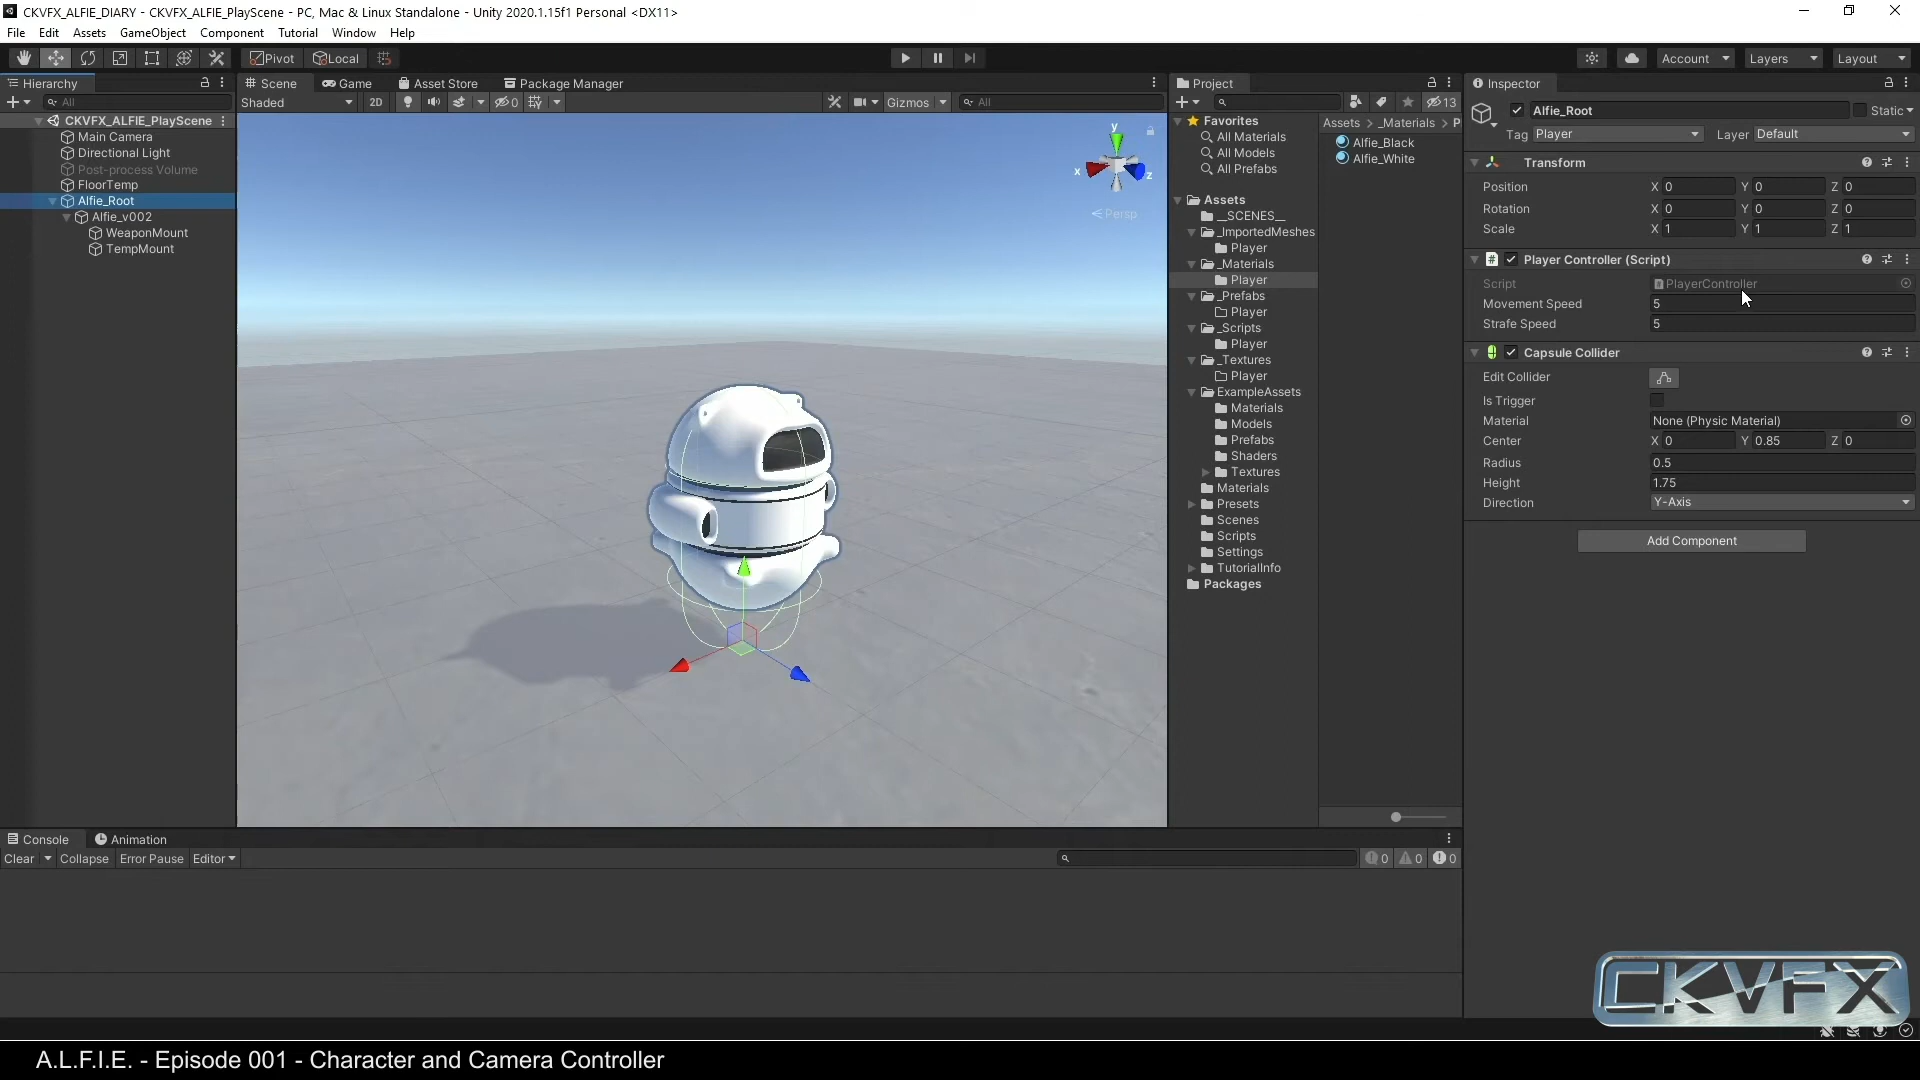 CKVFX_ALFIE_DIARY - CKVFX_ALFIE_PlayScene - PC, Mac & Linux Standalone - Unity 2020.1.15f1 Personal <DX11>
File Edit Assets GameObject Component Tutorial Window Help
Pivot Local Account Layers Layout
Hierarchy
All
CKVFX_ALFIE_PlayScene
Main Camera
Directional Light
Post-process Volume
FloorTemp
Alfie_Root
Alfie_v002
WeaponMount
TempMount
Scene Game Asset Store Package Manager
Shaded 2D 0 Gizmos All
y
x
z
Persp
Project
13
Favorites
All Materials
All Models
All Prefabs
Assets
__SCENES__
_ImportedMeshes
Player
_Materials
Player
_Prefabs
Player
_Scripts
Player
_Textures
Player
ExampleAssets
Materials
Models
Prefabs
Shaders
Textures
Materials
Presets
Scenes
Scripts
Settings
TutorialInfo
Packages
Assets > _Materials > P
Alfie_Black
Alfie_White
Inspector
Alfie_Root Static
Tag Player Layer Default
Transform
Position X 0 Y 0 Z 0
Rotation X 0 Y 0 Z 0
Scale X 1 Y 1 Z 1
# Player Controller (Script)
Script PlayerController
Movement Speed 5
Strafe Speed 5
Capsule Collider
Edit Collider
Is Trigger
Material None (Physic Material)
Center X 0 Y 0.85 Z 0
Radius 0.5
Height 1.75
Direction Y-Axis
Add Component
Console Animation
Clear Collapse Error Pause Editor 0 0 0
CKVFX
A.L.F.I.E. - Episode 001 - Character and Camera Controller